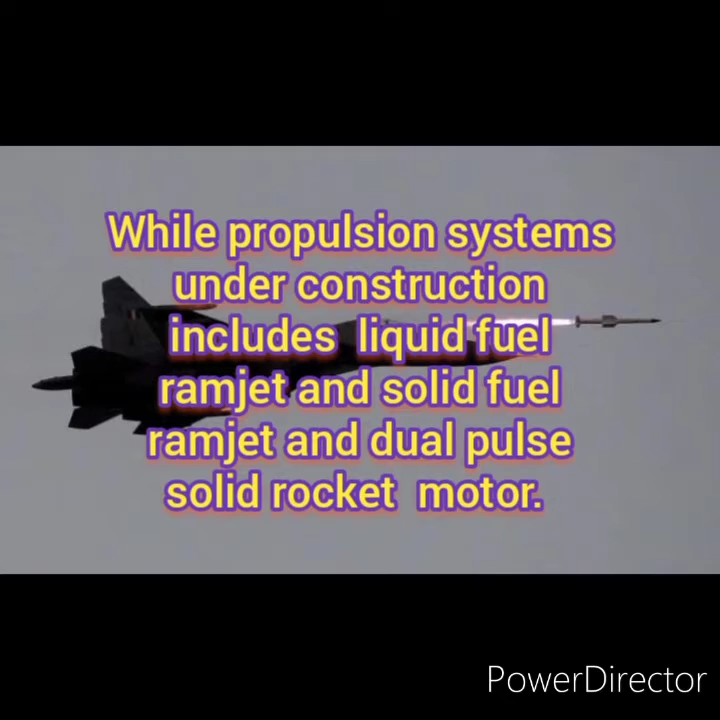 While propulsion systems
under construction
includes liquid fuel
ramjet and solid fuel
ramjet and dual pulse
solid rocket motor.
PowerDirector